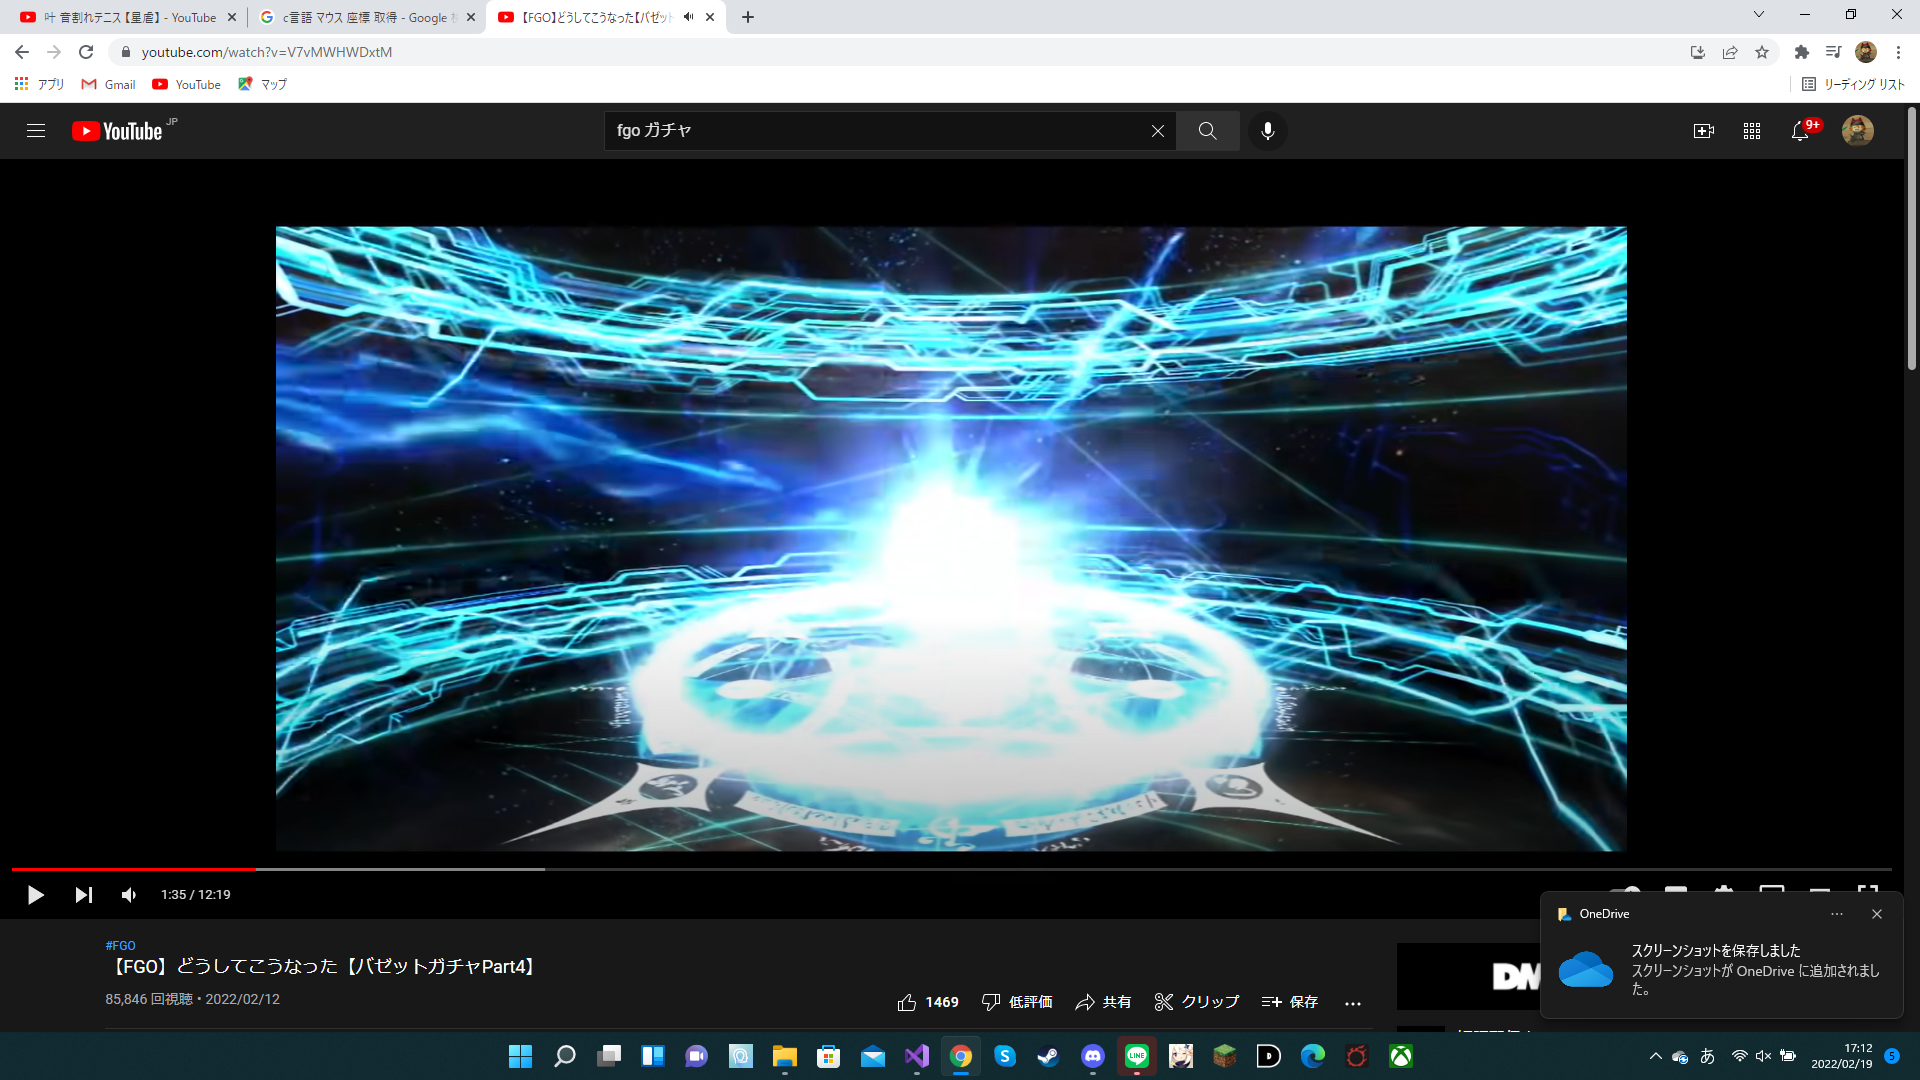 叶 音割れテニス【星虐】 - YouTube
c言語 マウス 座標 取得 - Google
【FGO】どうしてこうなった【バゼット
youtube.com/watch?v=V7vMWHWDxtM
アプリ Gmail YouTube マップ リーディング リスト
YouTube JP
fgo ガチャ
9+
1:35 / 12:19
OneDrive
スクリーンショットを保存しました
スクリーンショットが OneDrive に追加されまし
た。
#FGO
【FGO】どうしてこうなった【バゼットガチャPart4】
85,846 回視聴・2022/02/12
1469 低評価 共有 クリップ 保存
LINE
あ
17:12
2022/02/19
5